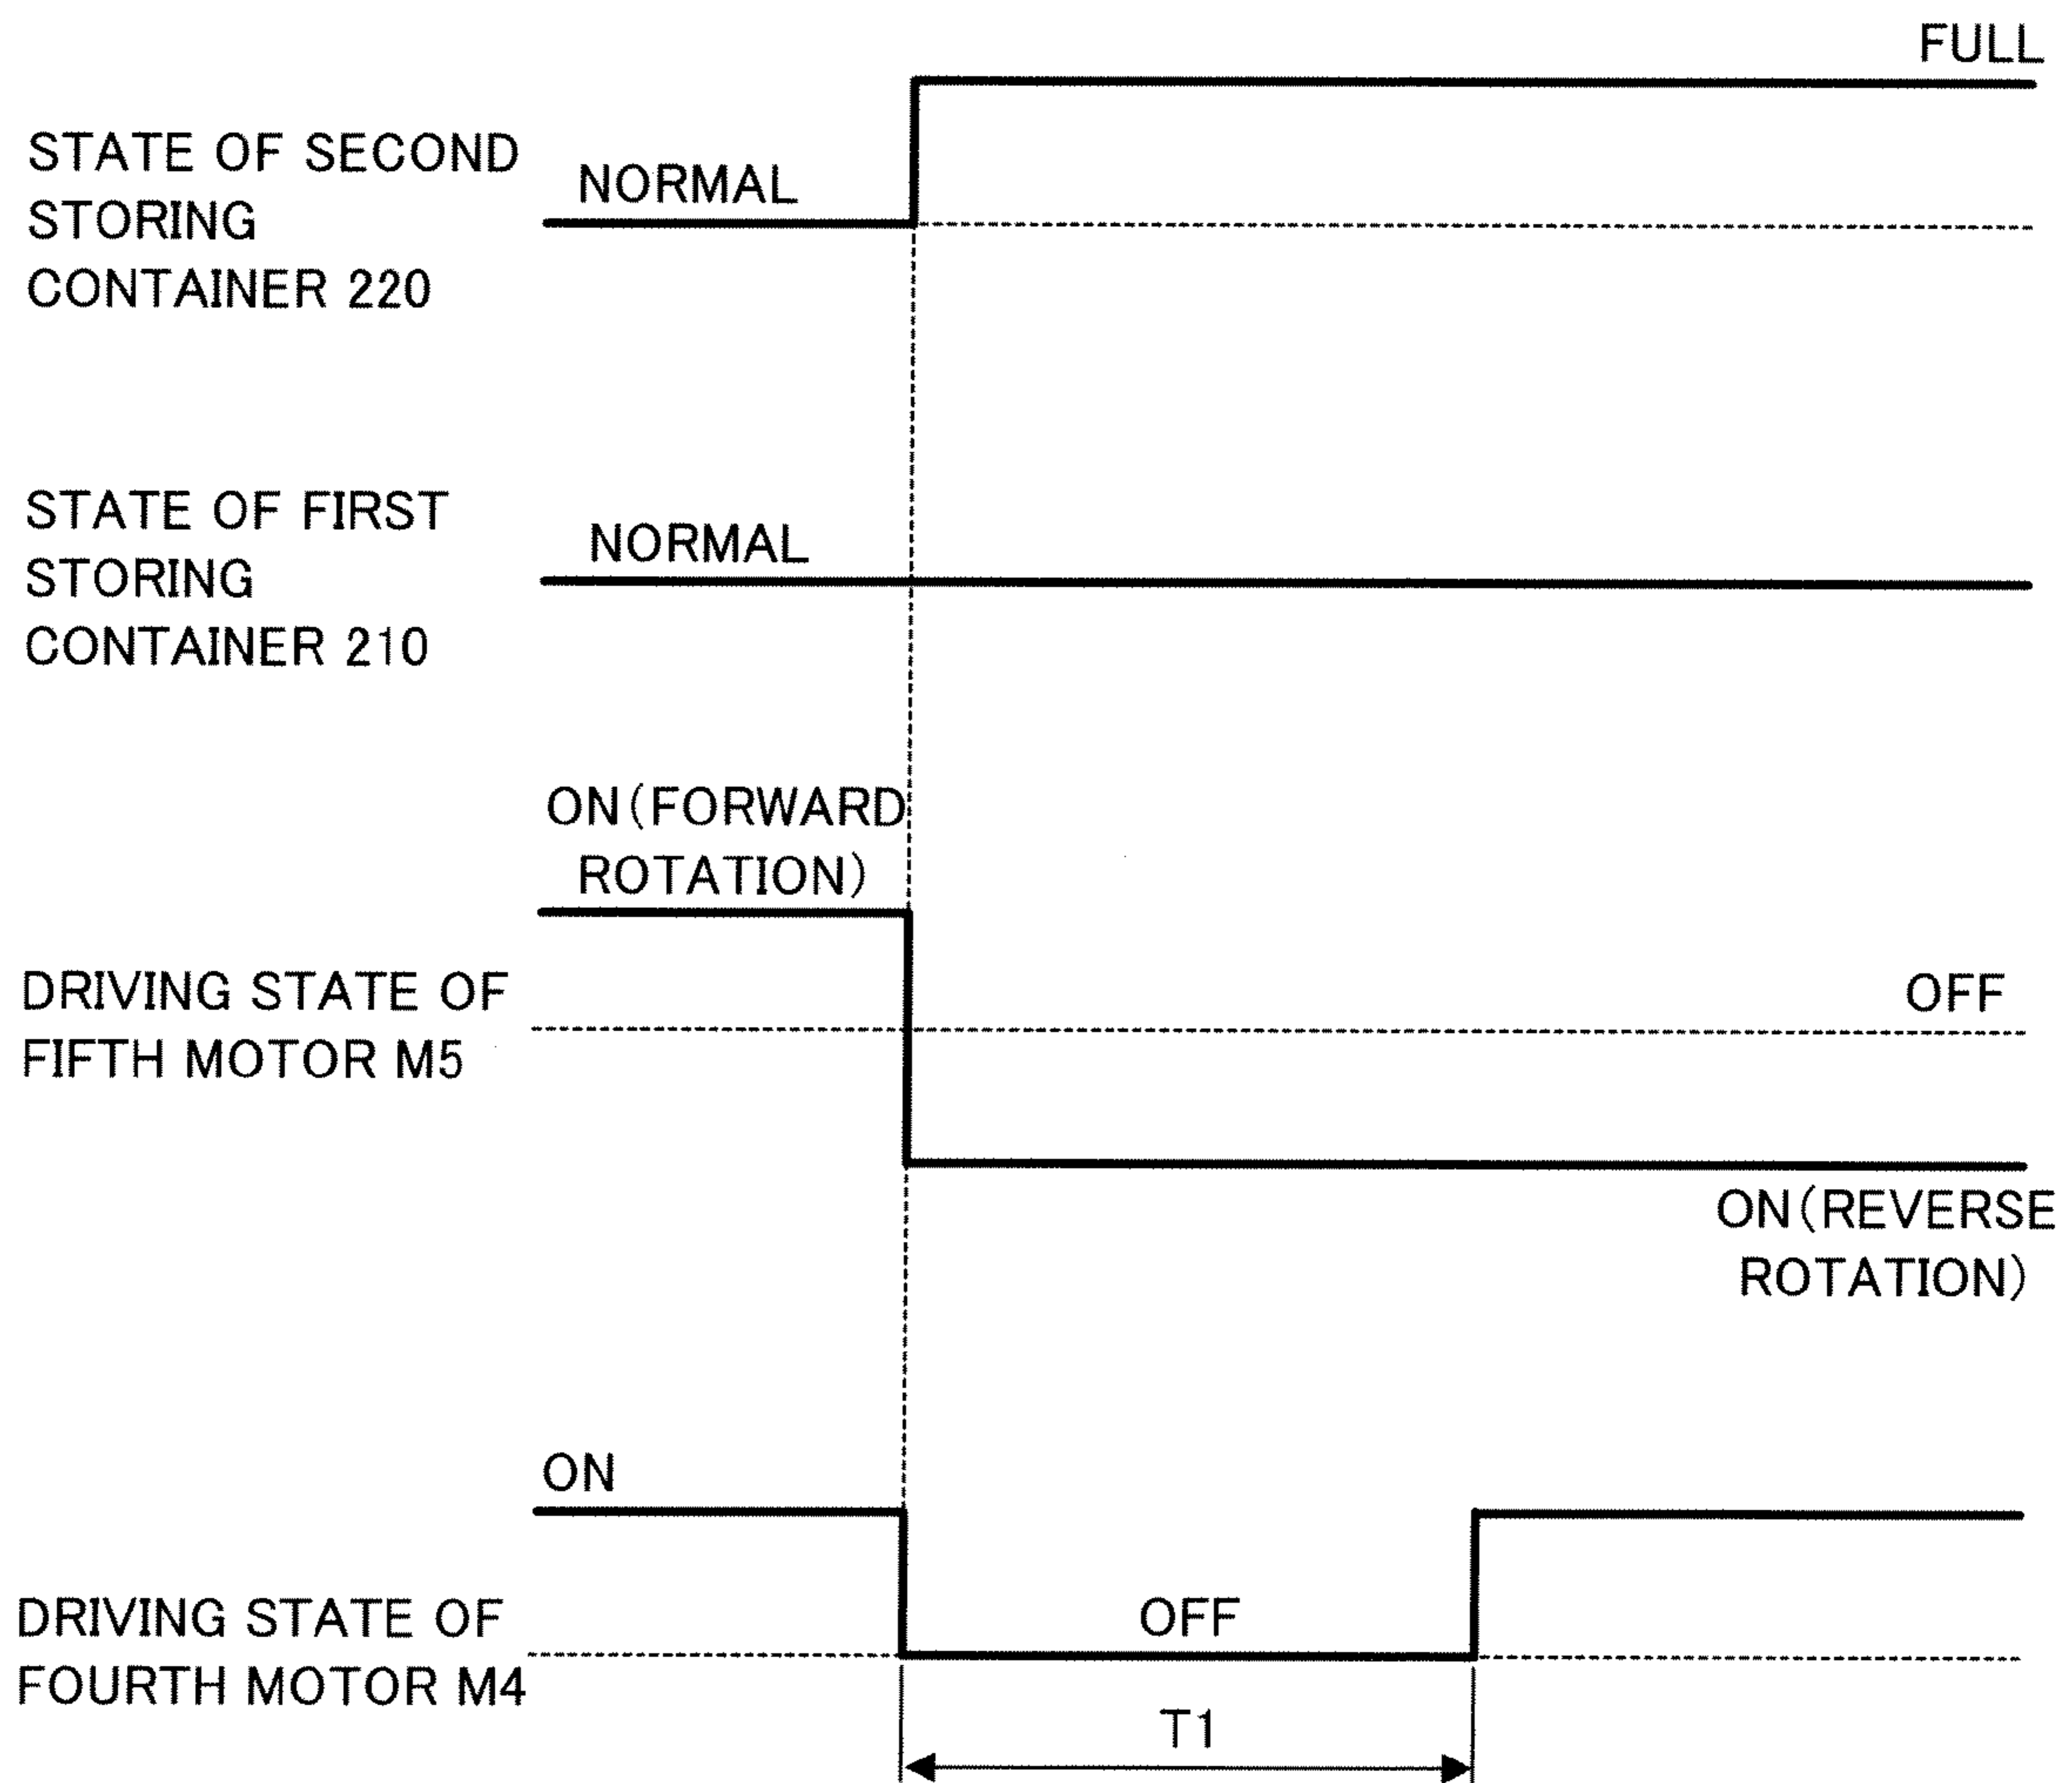 FULL
STATE OF SECOND
STORING
CONTAINER 220
NORMAL
STATE OF FIRST
STORING
CONTAINER 210
NORMAL
ON(FORWARD
ROTATION)
DRIVING STATE OF
FIFTH MOTOR M5
OFF
ON(REVERSE
ROTATION)
ON
DRIVING STATE OF
FOURTH MOTOR M4
OFF
T1